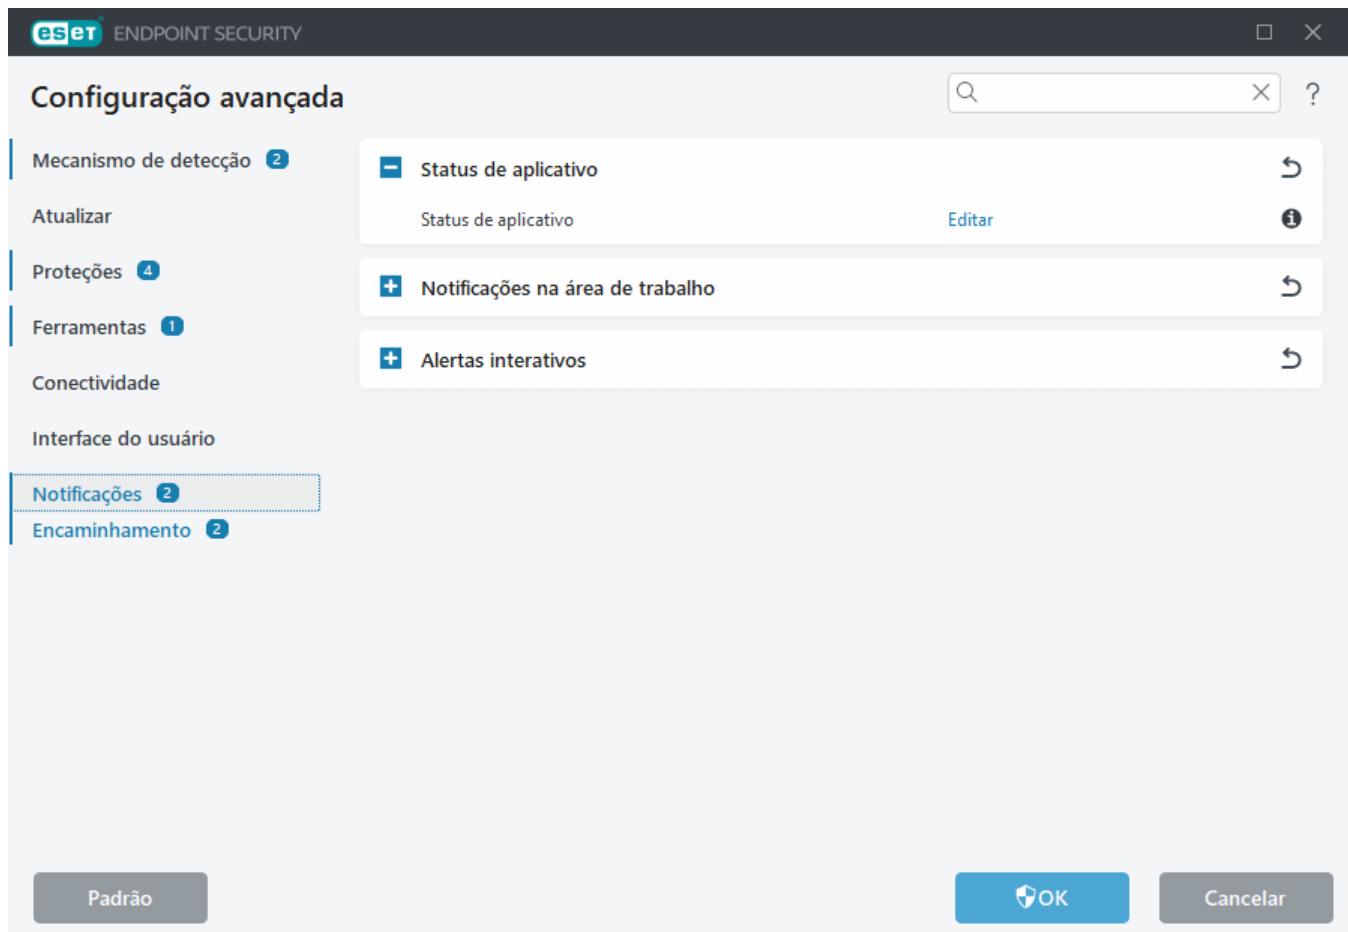 eset ENDPOINT SECURITY
Configuração avançada
?
Mecanismo de detecção 2
Atualizar
Proteções 4
Ferramentas 1
Conectividade
Interface do usuário
Notificações 2
Encaminhamento 2
Status de aplicativo
Status de aplicativo Editar
Notificações na área de trabalho
Alertas interativos
Padrão
OK
Cancelar